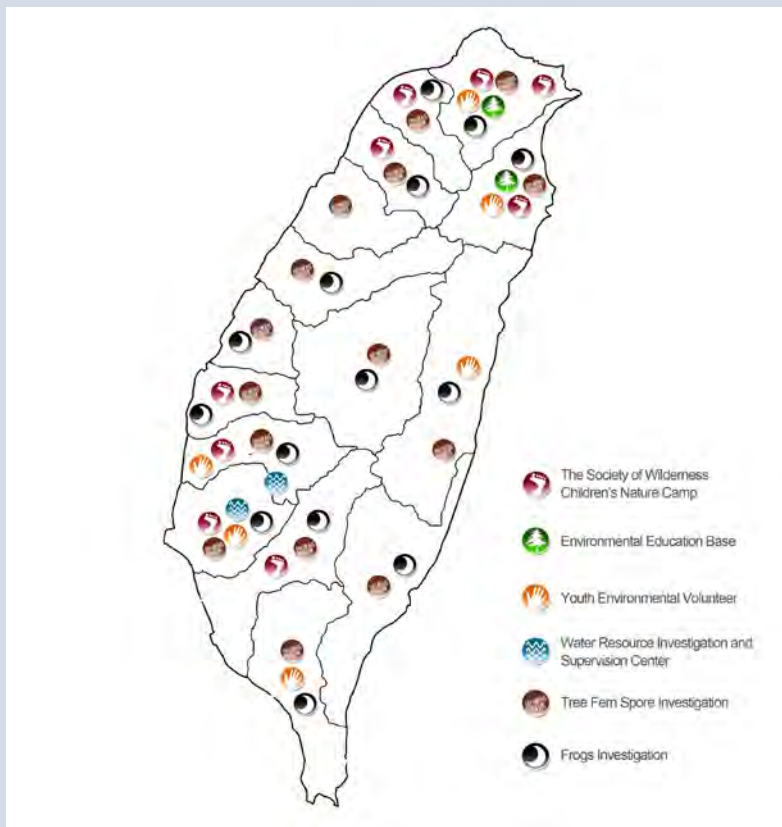 The Society of Wilderness
Children's Nature Camp
Environmental Education Base
Youth Environmental Volunteer
Water Resource Investigation and
Supervision Center
Tree Fern Spore Investigation
Frogs Investigation